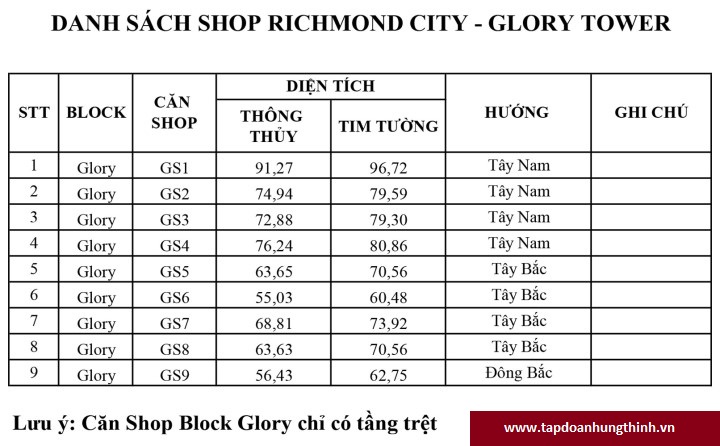 DANH SÁCH SHOP RICHMOND CITY - GLORY TOWER
STT BLOCK CĂN SHOP DIỆN TÍCH HƯỚNG GHI CHÚ
THÔNG THỦY TIM TƯỜNG
1 Glory GS1 91,27 96,72 Tây Nam
2 Glory GS2 74,94 79,59 Tây Nam
3 Glory GS3 72,88 79,30 Tây Nam
4 Glory GS4 76,24 80,86 Tây Nam
5 Glory GS5 63,65 70,56 Tây Bắc
6 Glory GS6 55,03 60,48 Tây Bắc
7 Glory GS7 68,81 73,92 Tây Bắc
8 Glory GS8 63,63 70,56 Tây Bắc
9 Glory GS9 56,43 62,75 Đông Bắc
Lưu ý: Căn Shop Block Glory chỉ có tầng trệt
www.tapdoanhungthinh.vn